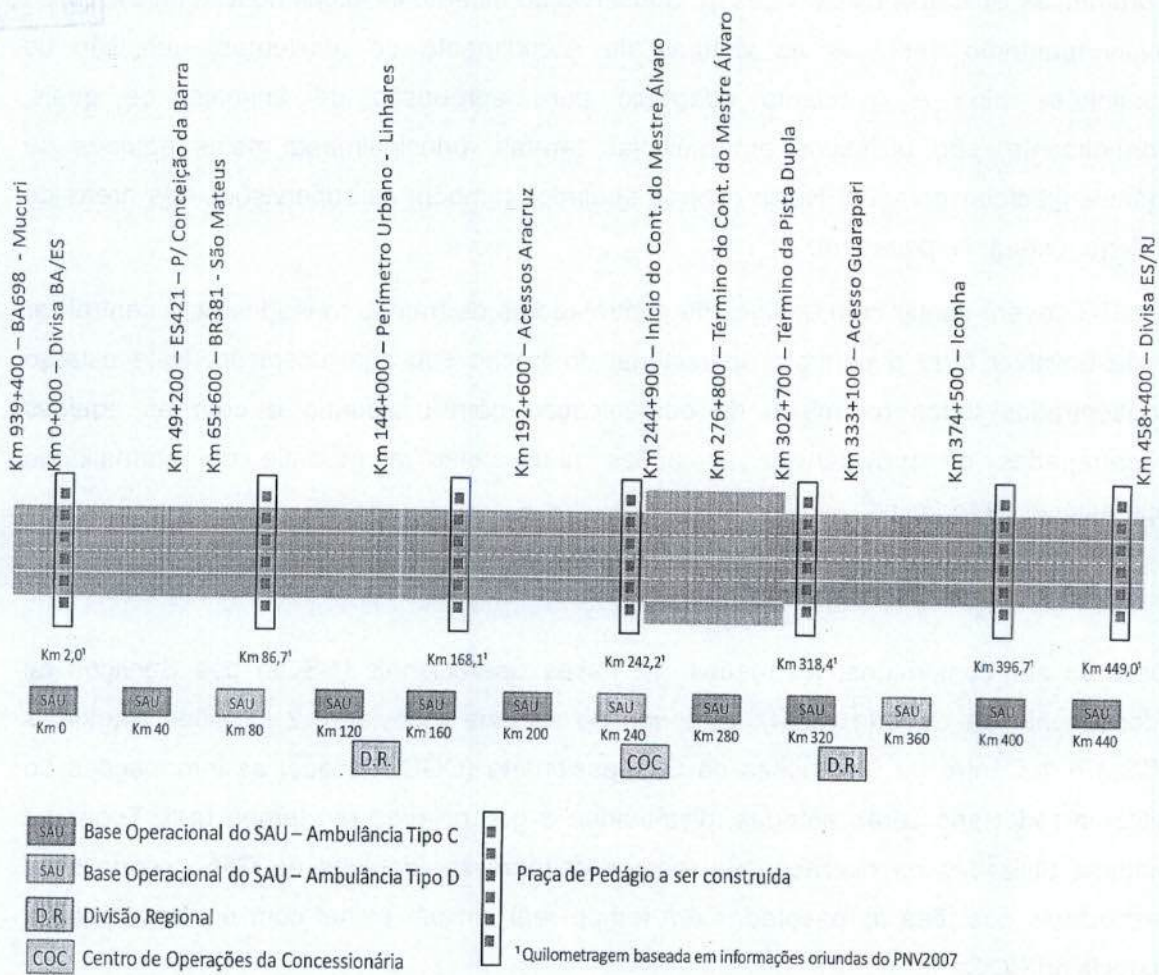 Km 939+400 – BA698 - Mucuri
Km 0+000 – Divisa BA/ES
Km 49+200 – ES421 – P/ Conceição da Barra
Km 65+600 – BR381 - São Mateus
Km 144+000 – Perímetro Urbano - Linhares
Km 192+600 – Acessos Aracruz
Km 244+900 – Início do Cont. do Mestre Álvaro
Km 276+800 – Término do Cont. do Mestre Álvaro
Km 302+700 – Término da Pista Dupla
Km 333+100 – Acesso Guarapari
Km 374+500 – Iconha
Km 458+400 – Divisa ES/RJ
Km 2,0¹ Km 86,7¹ Km 168,1¹ Km 242,2¹ Km 318,4¹ Km 396,7¹ Km 449,0¹
SAU SAU SAU SAU SAU SAU SAU SAU SAU SAU SAU SAU
Km 0 Km 40 Km 80 Km 120 Km 160 Km 200 Km 240 Km 280 Km 320 Km 360 Km 400 Km 440
D.R. COC D.R.
SAU Base Operacional do SAU – Ambulância Tipo C
SAU Base Operacional do SAU – Ambulância Tipo D
D.R. Divisão Regional
COC Centro de Operações da Concessionária
Praça de Pedágio a ser construída
¹Quilometragem baseada em informações oriundas do PNV2007